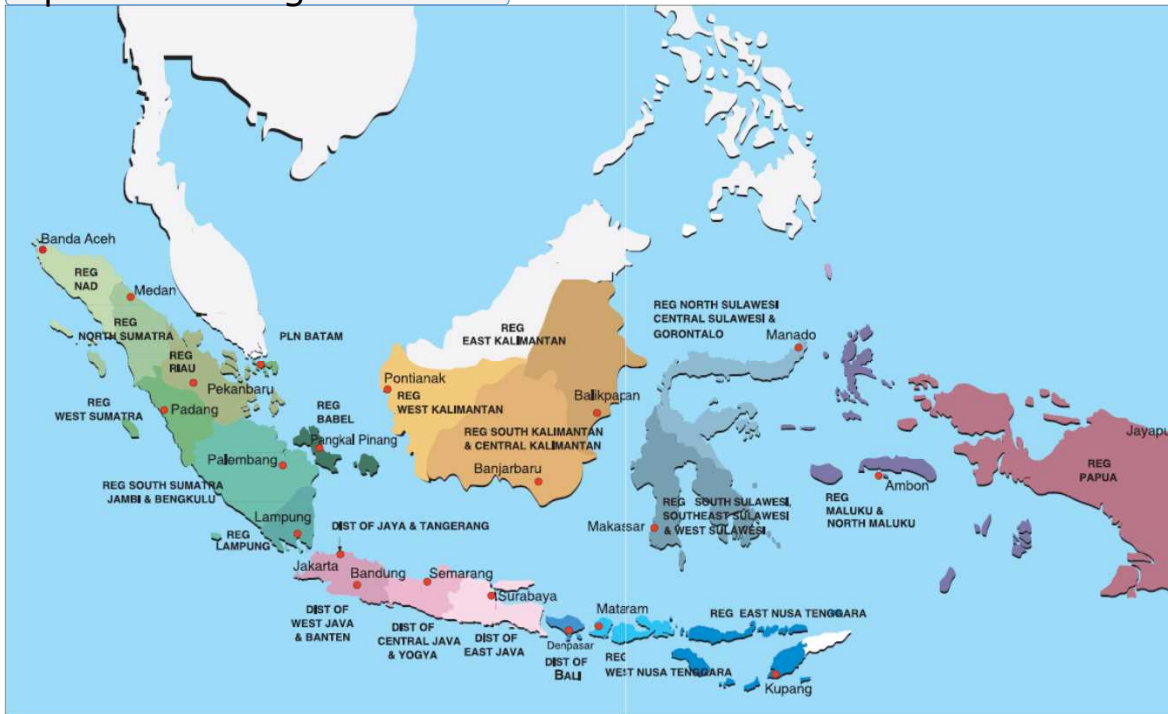 Banda Aceh
REG
NAD
Medan
REG
NORTH SUMATRA
PLN BATAM
REG
RIAU
Pekanbaru
REG
WEST SUMATRA
Padang
REG
BABEL
Pangkal Pinang
Palembang
REG SOUTH SUMATRA
JAMBI & BENGKULU
Lampung
REG
LAMPUNG
DIST OF JAYA & TANGERANG
Jakarta
Bandung
Semarang
Surabaya
DIST OF
WEST JAVA
& BANTEN
DIST OF
CENTRAL JAVA
& YOGYA
DIST OF
EAST JAVA
Denpasar
DIST OF
BALI
Mataram
REG
WEST NUSA TENGGARA
REG EAST NUSA TENGGARA
Kupang
REG
EAST KALIMANTAN
Pontianak
REG
WEST KALIMANTAN
Balikpapan
REG SOUTH KALIMANTAN
& CENTRAL KALIMANTAN
Banjarbaru
REG NORTH SULAWESI
CENTRAL SULAWESI &
GORONTALO
Manado
Makassar
REG SOUTH SULAWESI,
SOUTHEAST SULAWESI
& WEST SULAWESI
Ambon
REG
MALUKU &
NORTH MALUKU
Jayapu
REG
PAPUA